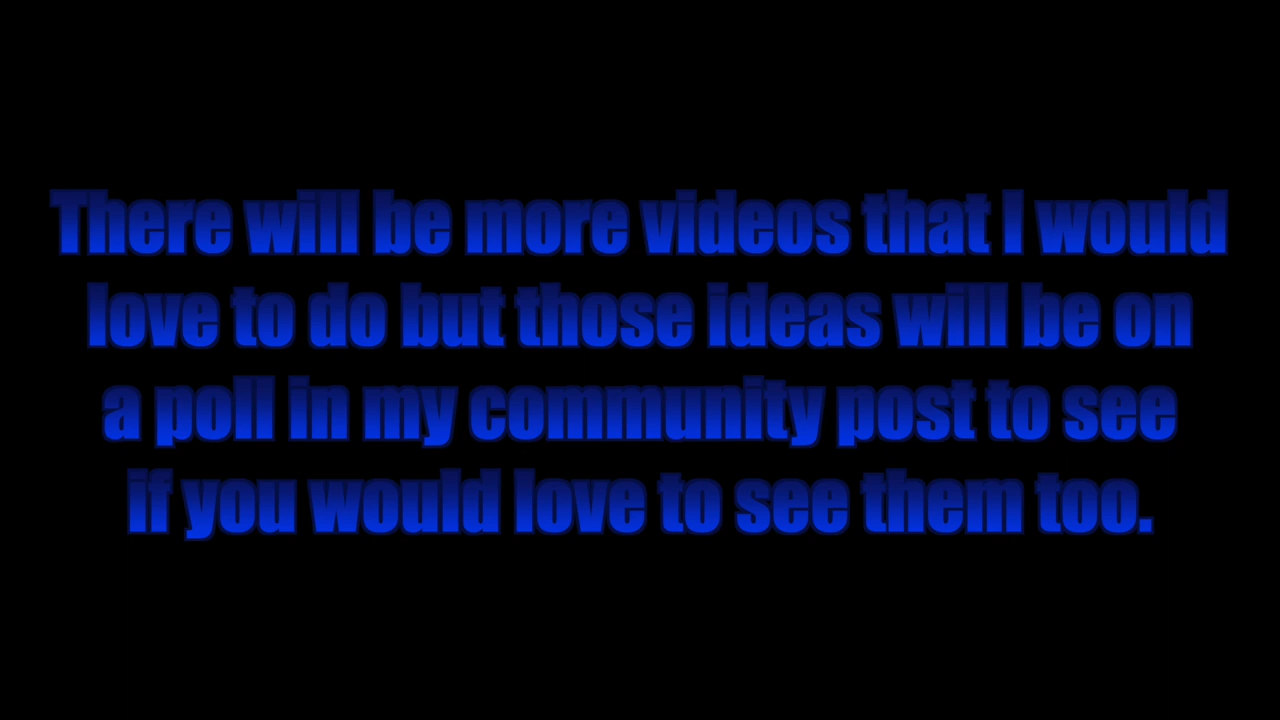 There will be more videos that I would
love to do but those ideas will be on
a poll in my community post to see
if you would love to see them too.